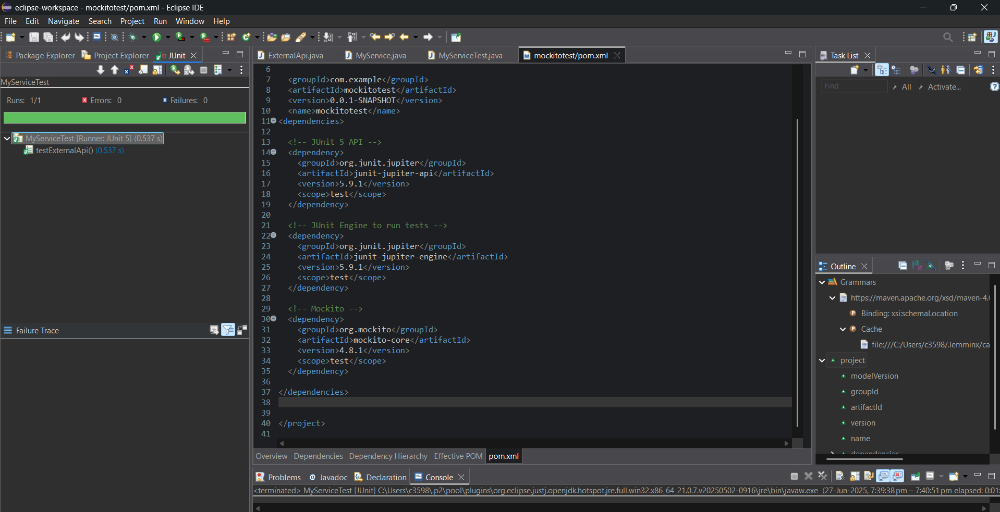 eclipse-workspace - mockitotest/pom.xml - Eclipse IDE
File Edit Navigate Search Project Run Window Help
Package Explorer Project Explorer JUnit
MyServiceTest
Runs: 1/1 Errors: 0 Failures: 0
MyServiceTest [Runner: JUnit 5] (0.537 s)
testExternalApi() (0.537 s)
Failure Trace
ExternalApi.java MyService.java MyServiceTest.java mockitotest/pom.xml
6
7 <groupId>com.example</groupId>
8 <artifactId>mockitotest</artifactId>
9 <version>0.0.1-SNAPSHOT</version>
10 <name>mockitotest</name>
11 <dependencies>
12
13 <!-- JUnit 5 API -->
14 <dependency>
15 <groupId>org.junit.jupiter</groupId>
16 <artifactId>junit-jupiter-api</artifactId>
17 <version>5.9.1</version>
18 <scope>test</scope>
19 </dependency>
20
21 <!-- JUnit Engine to run tests -->
22 <dependency>
23 <groupId>org.junit.jupiter</groupId>
24 <artifactId>junit-jupiter-engine</artifactId>
25 <version>5.9.1</version>
26 <scope>test</scope>
27 </dependency>
28
29 <!-- Mockito -->
30 <dependency>
31 <groupId>org.mockito</groupId>
32 <artifactId>mockito-core</artifactId>
33 <version>4.8.1</version>
34 <scope>test</scope>
35 </dependency>
36
37 </dependencies>
38
39
40 </project>
41
Overview Dependencies Dependency Hierarchy Effective POM pom.xml
Task List
Find All Activate...
Outline
Grammars
https://maven.apache.org/xsd/maven-4.
Binding: xsi:schemaLocation
Cache
file:///C:/Users/c3598/.lemminx/ca
project
modelVersion
groupId
artifactId
version
name
dependencies
Problems Javadoc Declaration Console
<terminated> MyServiceTest [JUnit] C:\Users\c3598\.p2\pool\plugins\org.eclipse.justj.openjdk.hotspot.jre.full.win32.x86_64_21.0.7.v20250502-0916\jre\bin\javaw.exe (27-Jun-2025, 7:39:38 pm – 7:40:51 pm elapsed: 0:01: